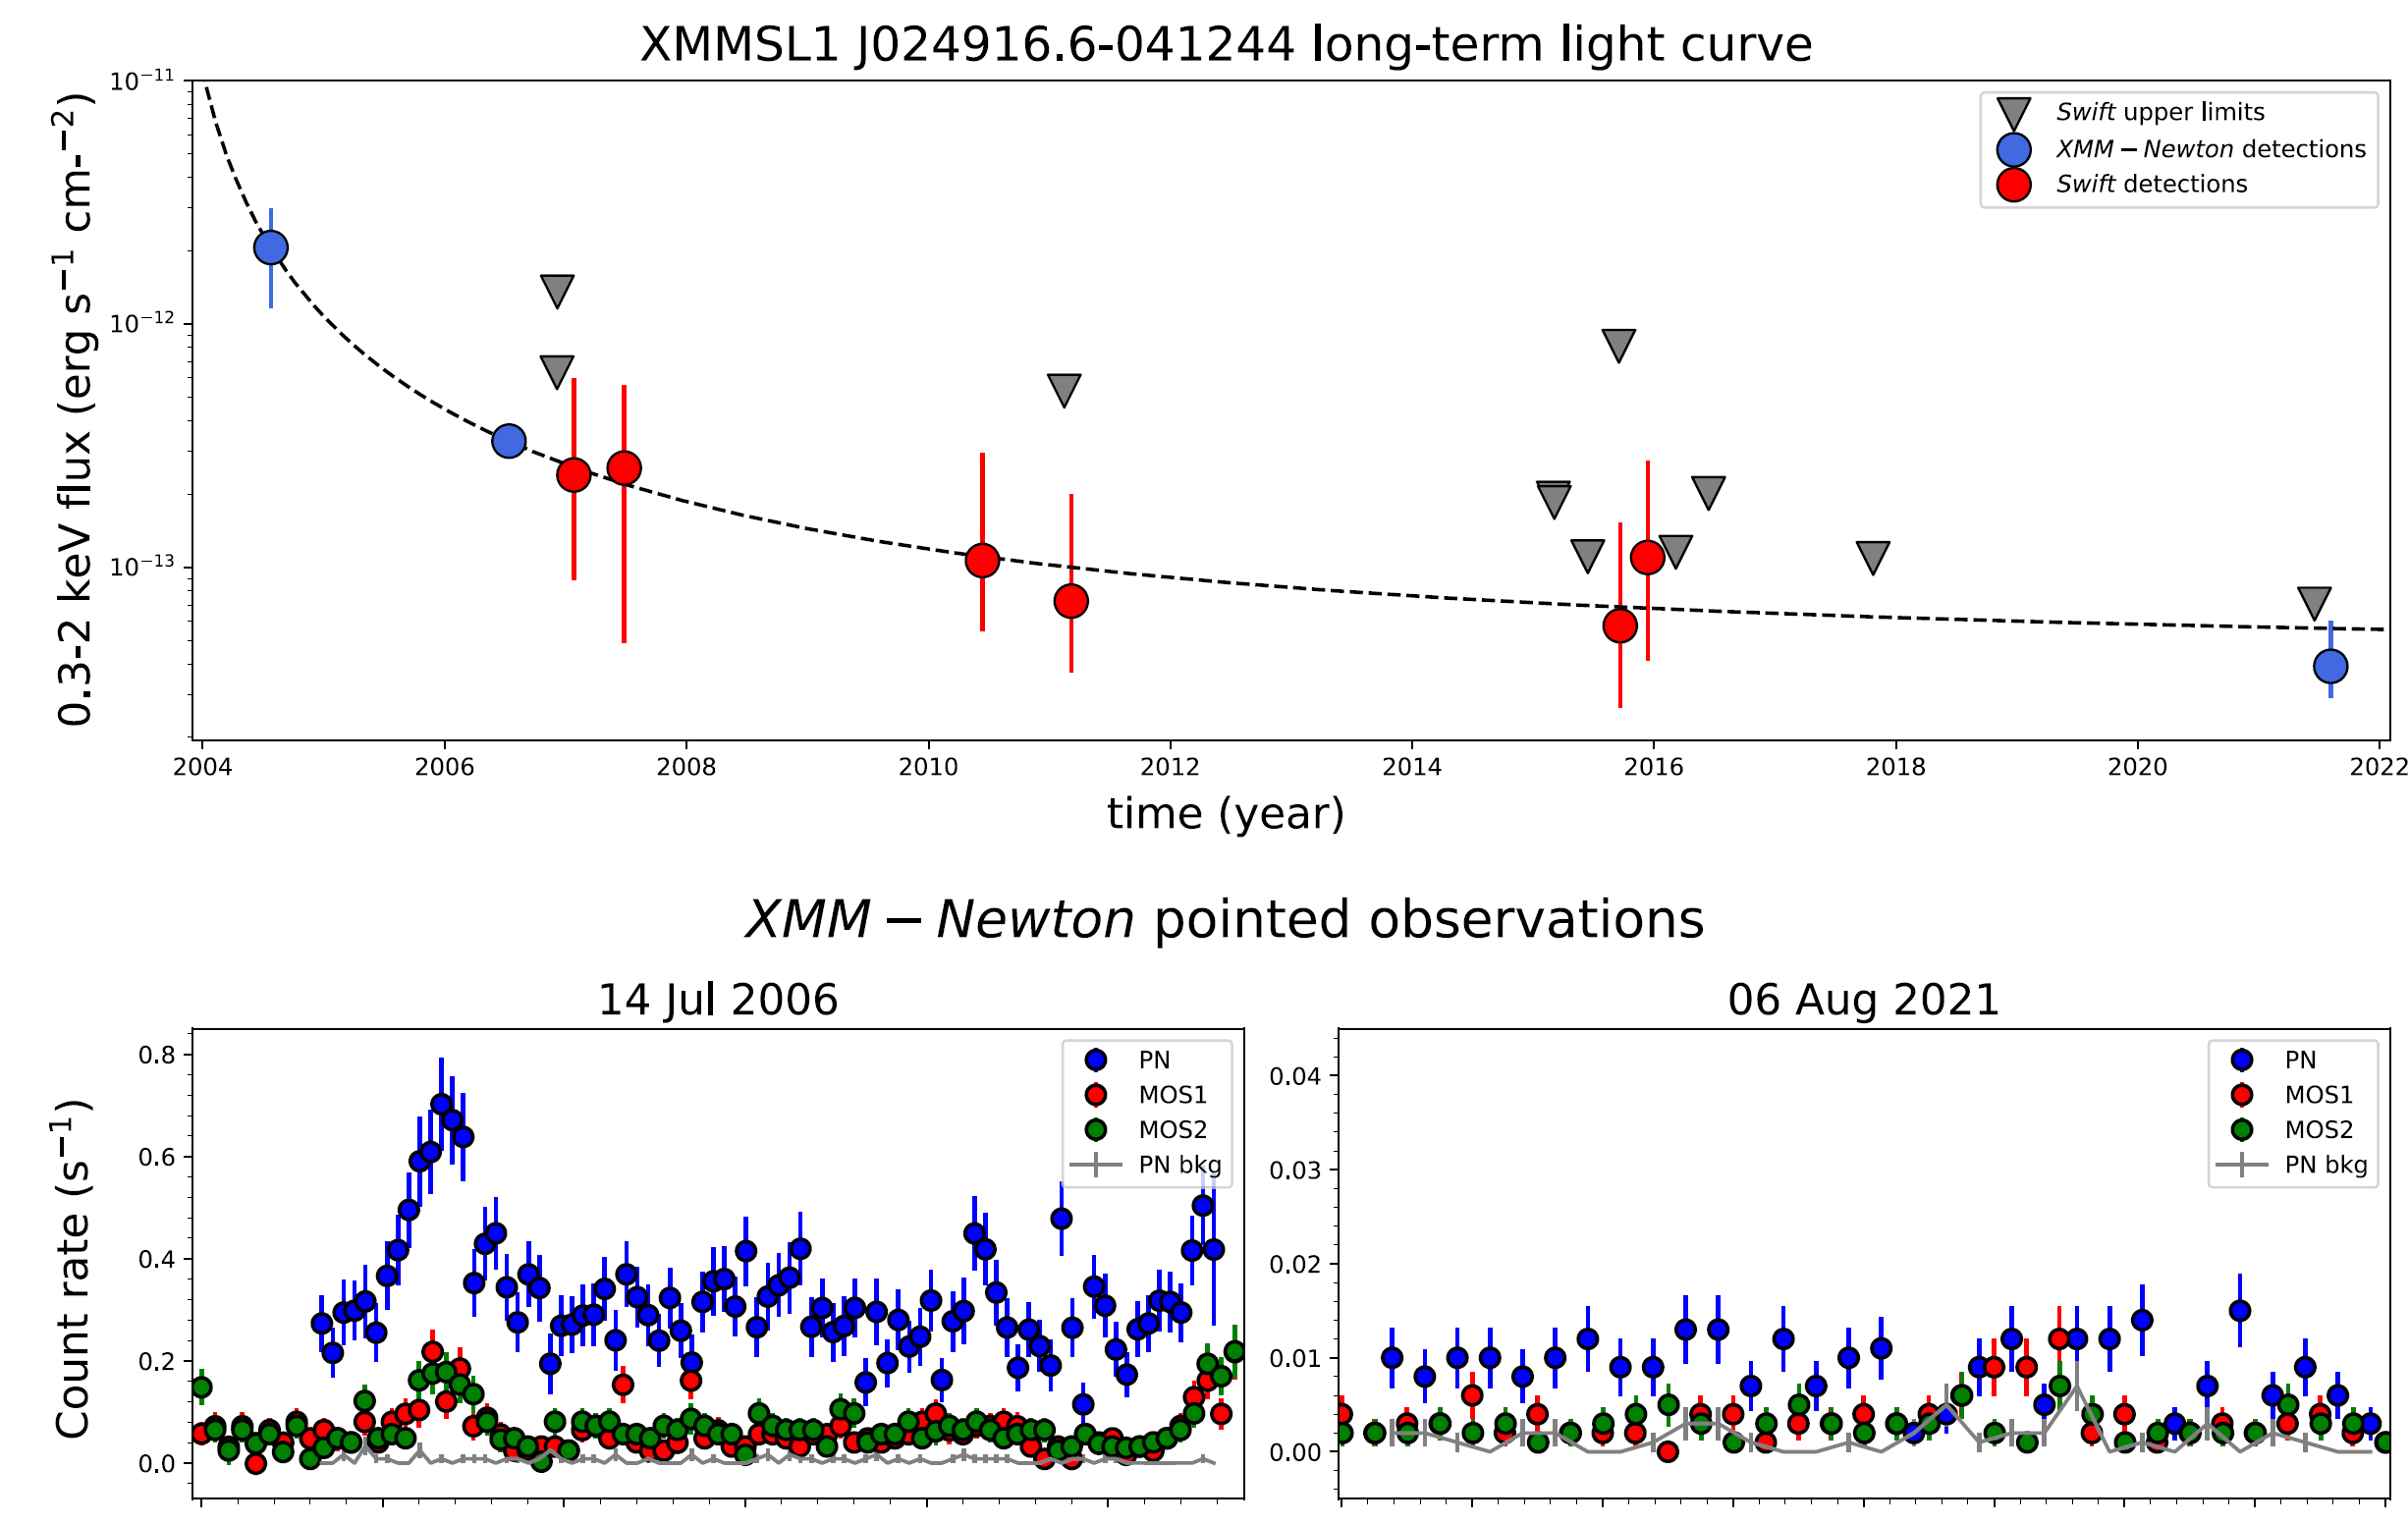 XMMSL1 J024916.6-041244 long-term light curve
0.3-2 keV flux (erg s⁻¹ cm-⁻²)
10⁻¹¹
10⁻¹²
10⁻¹³
Swift upper limits
XMM − Newton detections
Swift detections
2004 2006 2008 2010 2012 2014 2016 2018 2020 2022
time (year)
XMM − Newton pointed observations
14 Jul 2006
Count rate (s⁻¹)
0.8
0.6
0.4
0.2
0.0
PN
MOS1
MOS2
PN bkg
06 Aug 2021
0.04
0.03
0.02
0.01
0.00
PN
MOS1
MOS2
PN bkg